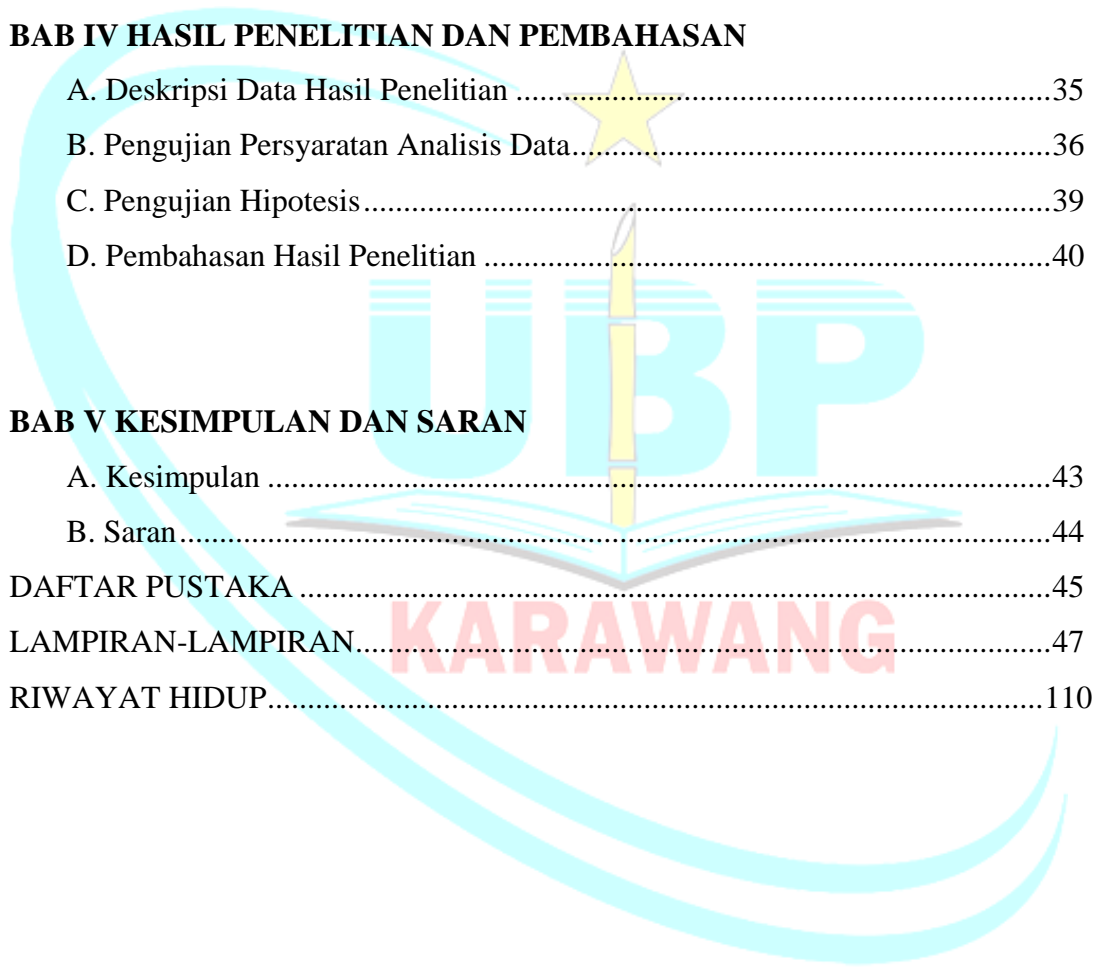 BAB IV HASIL PENELITIAN DAN PEMBAHASAN
A. Deskripsi Data Hasil Penelitian ...................................................................35
B. Pengujian Persyaratan Analisis Data............................................................36
C. Pengujian Hipotesis......................................................................................39
D. Pembahasan Hasil Penelitian .......................................................................40
UBP
BAB V KESIMPULAN DAN SARAN
A. Kesimpulan ..................................................................................................43
B. Saran.............................................................................................................44
DAFTAR PUSTAKA ..............................................................................................45
KARAWANG
LAMPIRAN-LAMPIRAN.......................................................................................47
RIWAYAT HIDUP.................................................................................................110